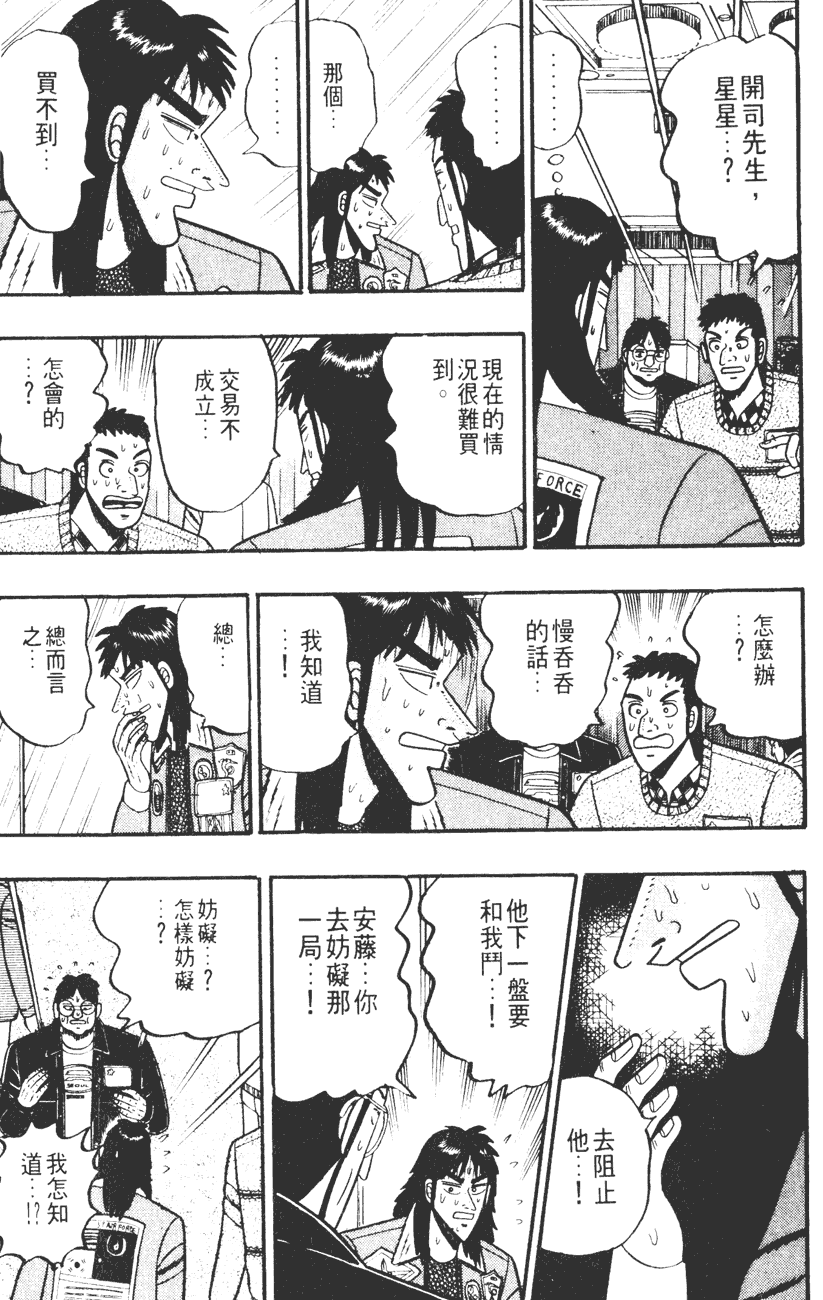 開司先生，
星星…？
………
………
那個…
………
買不到…
現在的情
況很難買
到。
交易不
成立…
怎會的
…？
怎麼辦
…？
慢吞吞
的話…
我知道
…！
總…
總而言
之…
去阻止
他…！
他下一盤要
和我鬥…！
安藤…你
去妨礙那
一局…！
妨礙…？
怎樣妨礙
…？
我怎知
道…!?
FORCE
SEOUL
AIR FORCE